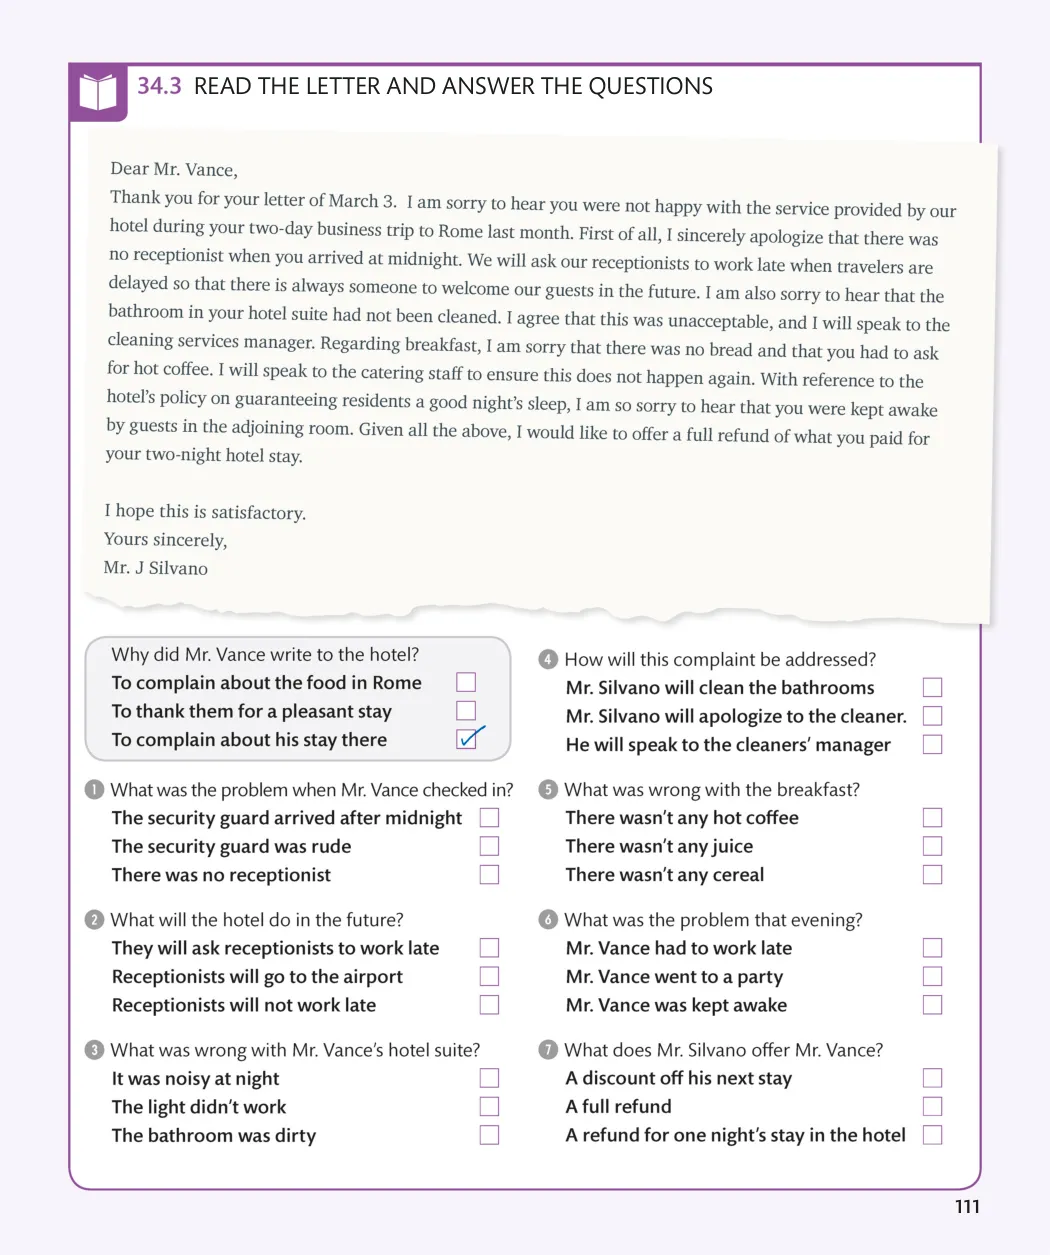 34.3 READ THE LETTER AND ANSWER THE QUESTIONS
Dear Mr. Vance,
Thank you for your letter of March 3. I am sorry to hear you were not happy with the service provided by our
hotel during your two-day business trip to Rome last month. First of all, I sincerely apologize that there was
no receptionist when you arrived at midnight. We will ask our receptionists to work late when travelers are
delayed so that there is always someone to welcome our guests in the future. I am also sorry to hear that the
bathroom in your hotel suite had not been cleaned. I agree that this was unacceptable, and I will speak to the
cleaning services manager. Regarding breakfast, I am sorry that there was no bread and that you had to ask
for hot coffee. I will speak to the catering staff to ensure this does not happen again. With reference to the
hotel's policy on guaranteeing residents a good night's sleep, I am so sorry to hear that you were kept awake
by guests in the adjoining room. Given all the above, I would like to offer a full refund of what you paid for
your two-night hotel stay.
I hope this is satisfactory.
Yours sincerely,
Mr. J Silvano
Why did Mr. Vance write to the hotel?
To complain about the food in Rome
To thank them for a pleasant stay
To complain about his stay there
1 What was the problem when Mr. Vance checked in?
The security guard arrived after midnight
The security guard was rude
There was no receptionist
2 What will the hotel do in the future?
They will ask receptionists to work late
Receptionists will go to the airport
Receptionists will not work late
3 What was wrong with Mr. Vance's hotel suite?
It was noisy at night
The light didn't work
The bathroom was dirty
4 How will this complaint be addressed?
Mr. Silvano will clean the bathrooms
Mr. Silvano will apologize to the cleaner.
He will speak to the cleaners' manager
5 What was wrong with the breakfast?
There wasn't any hot coffee
There wasn't any juice
There wasn't any cereal
6 What was the problem that evening?
Mr. Vance had to work late
Mr. Vance went to a party
Mr. Vance was kept awake
7 What does Mr. Silvano offer Mr. Vance?
A discount off his next stay
A full refund
A refund for one night's stay in the hotel
111